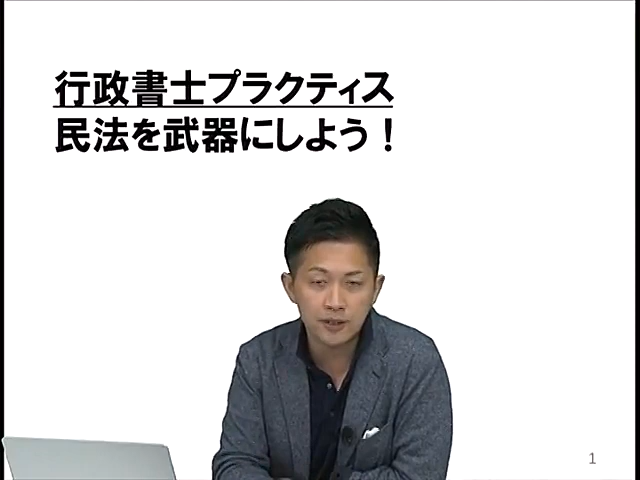 行政書士プラクティス
民法を武器にしよう！
1